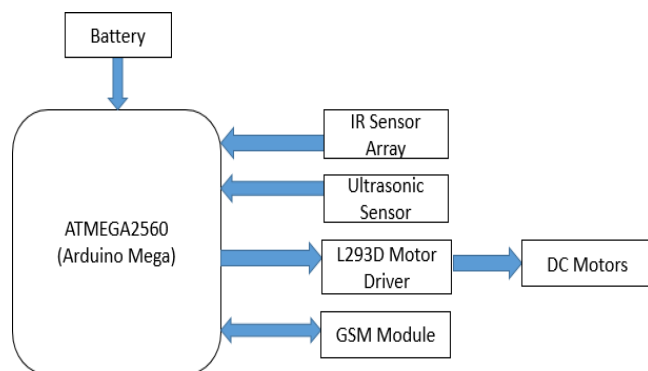 Battery
IR Sensor
Array
Ultrasonic
Sensor
ATMEGA2560
(Arduino Mega)
L293D Motor
Driver
DC Motors
GSM Module